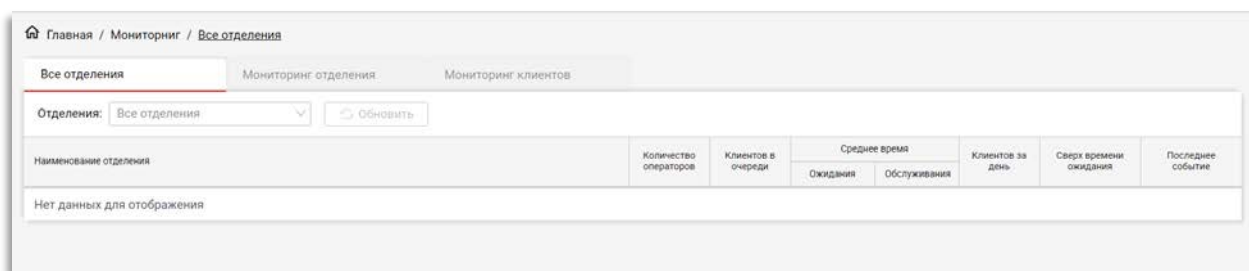 Главная / Мониторниг / Все отделения
Все отделения Мониторинг отделения Мониторинг клиентов
Отделения: Все отделения Обновить
Наименование отделения
Количество операторов
Клиентов в очереди
Среднее время
Ожидания Обслуживания
Клиентов за день
Сверх времени ожидания
Последнее событие
Нет данных для отображения